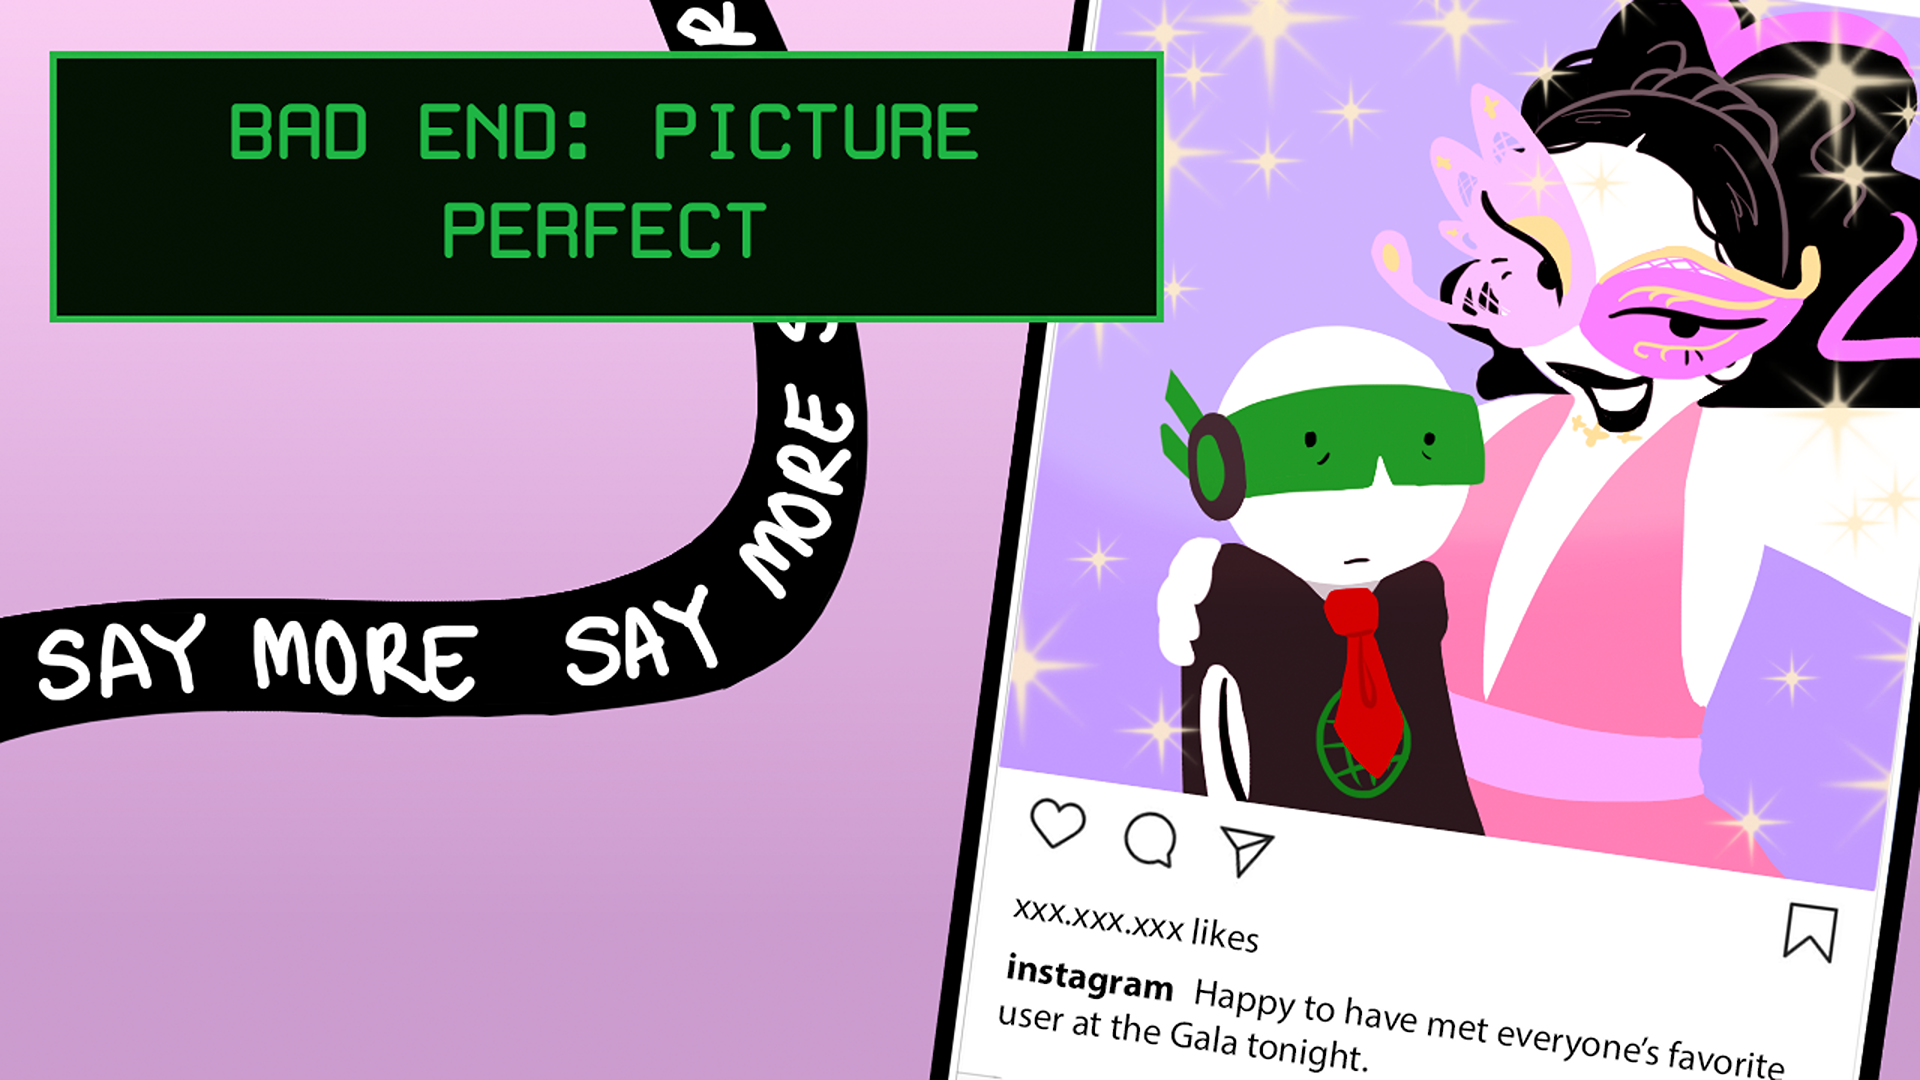 BAD END: PICTURE
PERFECT
SAY MORE SAY MORE
xxx.xxx.xxx likes
instagram Happy to have met everyone's favorite
user at the Gala tonight.